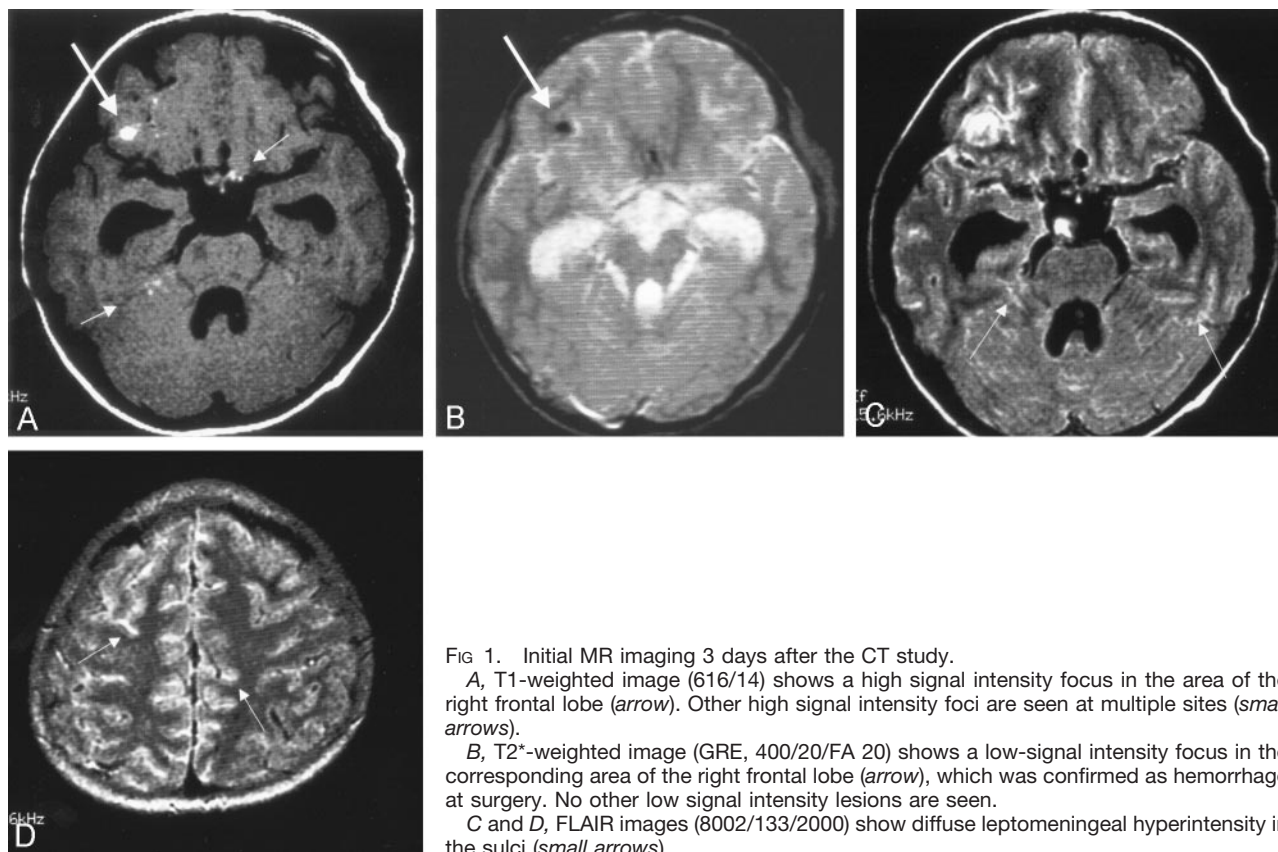 A
Hz
B
C
5.6kHz
D
6kHz
FIG 1. Initial MR imaging 3 days after the CT study.
A, T1-weighted image (616/14) shows a high signal intensity focus in the area of the
right frontal lobe (arrow). Other high signal intensity foci are seen at multiple sites (small
arrows).
B, T2*-weighted image (GRE, 400/20/FA 20) shows a low-signal intensity focus in the
corresponding area of the right frontal lobe (arrow), which was confirmed as hemorrhag
at surgery. No other low signal intensity lesions are seen.
C and D, FLAIR images (8002/133/2000) show diffuse leptomeningeal hyperintensity in
the sulci (small arrows).